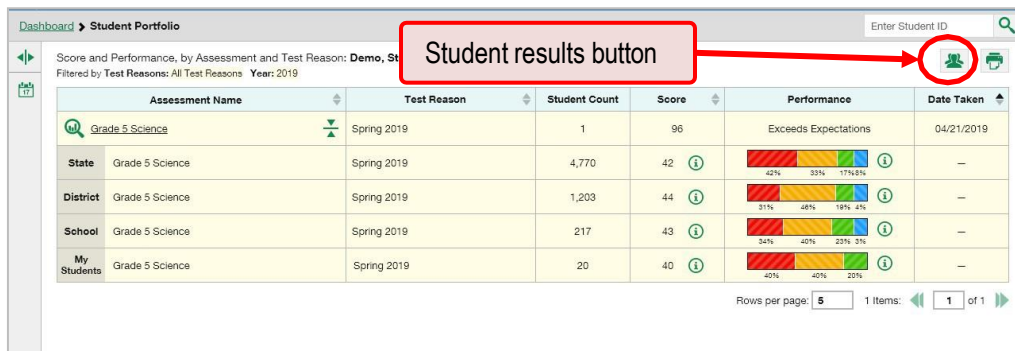 Dashboard > Student Portfolio
Enter Student ID
Score and Performance, by Assessment and Test Reason: Demo, St
Student results button
Filtered by Test Reasons: All Test Reasons Year: 2019
17
Assessment Name Test Reason Student Count Score Performance Date Taken
Grade 5 Science Spring 2019 1 96 Exceeds Expectations 04/21/2019
State Grade 5 Science Spring 2019 4,770 42 i i –
42% 33% 17% 8%
District Grade 5 Science Spring 2019 1,203 44 i i –
31% 46% 19% 4%
School Grade 5 Science Spring 2019 217 43 i i –
34% 40% 23% 3%
My
Students Grade 5 Science Spring 2019 20 40 i i –
40% 40% 20%
Rows per page: 5 1 Items: 1 of 1